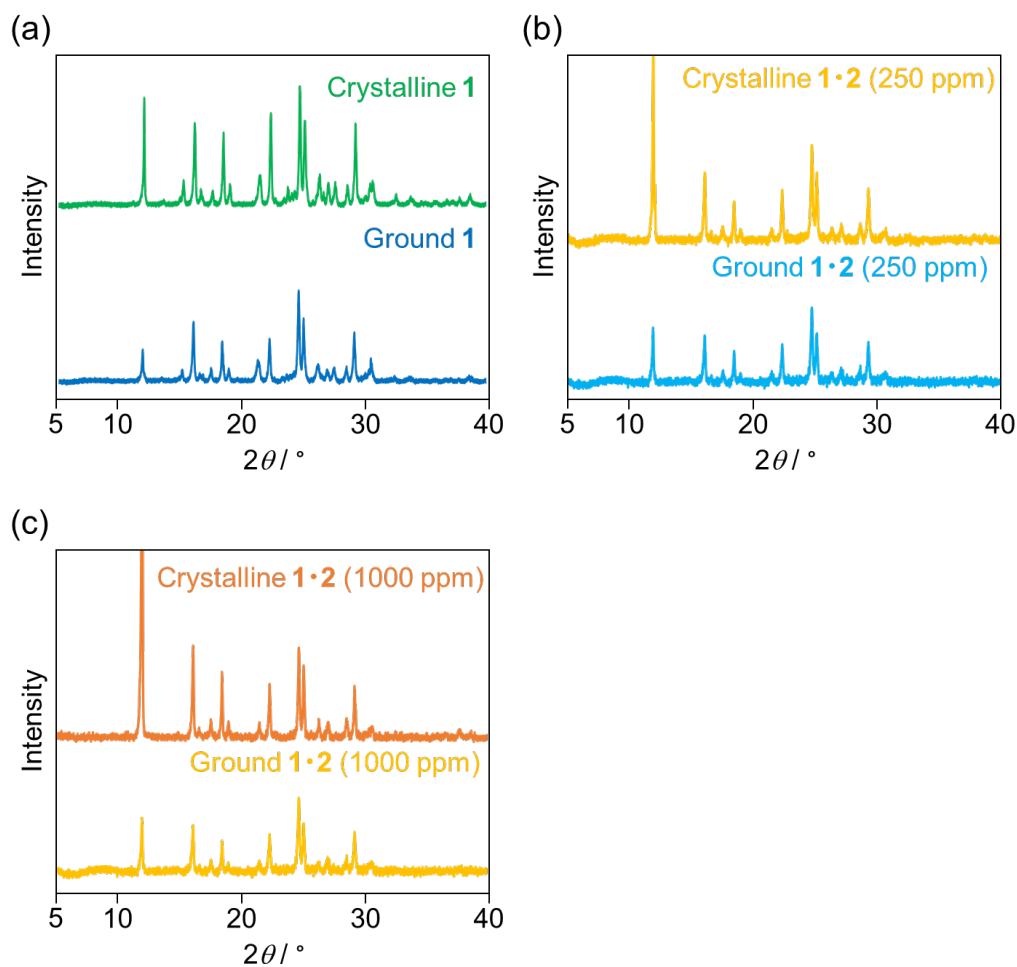 (a)
Crystalline 1
Ground 1
Intensity
5 10 20 30 40
2θ / °
(b)
Crystalline 1・2 (250 ppm)
Ground 1・2 (250 ppm)
Intensity
5 10 20 30 40
2θ / °
(c)
Crystalline 1・2 (1000 ppm)
Ground 1・2 (1000 ppm)
Intensity
5 10 20 30 40
2θ / °